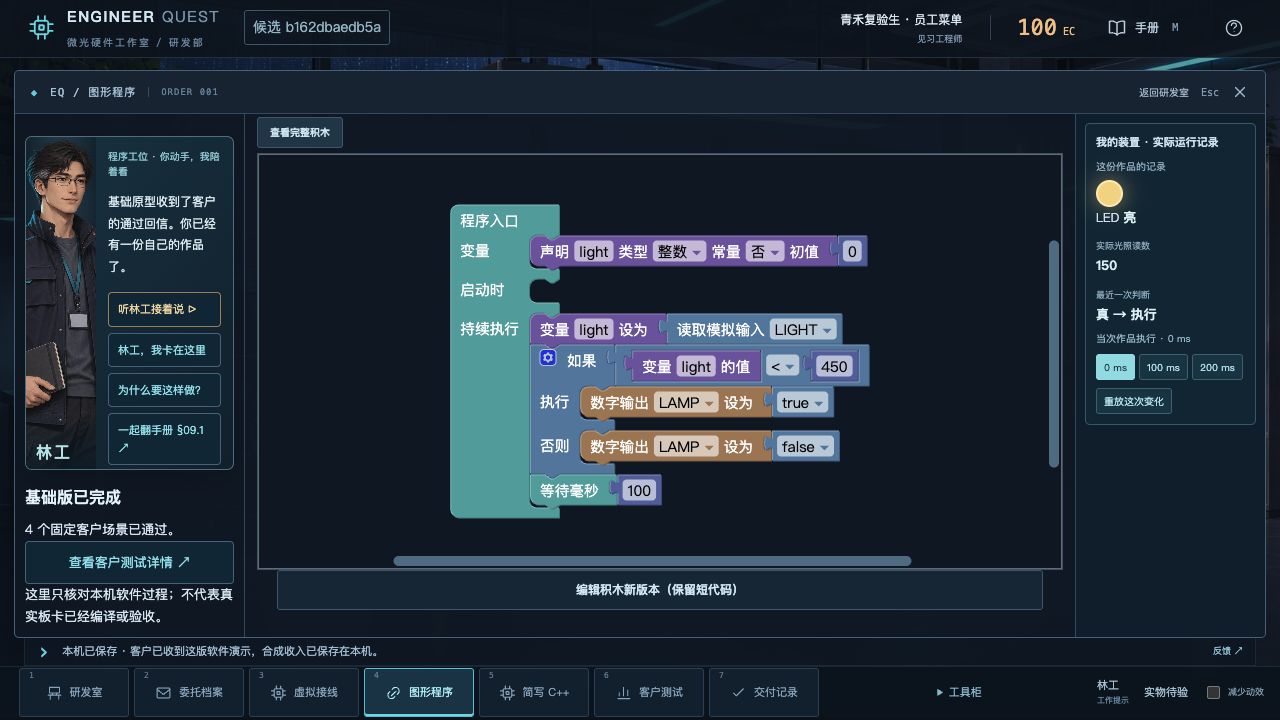 ENGINEER QUEST
微光硬件工作室 / 研发部
候选 b162dbaedb5a
青禾复验生 · 员工菜单
见习工程师
100 EC
手册 M
EQ / 图形程序
ORDER 001
返回研发室 Esc
程序工位 · 你动手，我陪着看
基础原型收到了客户的通过回信。你已经有一份自己的作品了。
听林工接着说
林工，我卡在这里
为什么要这样做？
一起翻手册 §09.1 ↗
林工
基础版已完成
4 个固定客户场景已通过。
查看客户测试详情 ↗
这里只核对本机软件过程；不代表真实板卡已经编译或验收。
查看完整积木
程序入口
变量 声明 light 类型 整数 常量 否 初值 0
启动时
持续执行 变量 light 设为 读取模拟输入 LIGHT
如果 变量 light 的值 < 450
执行 数字输出 LAMP 设为 true
否则 数字输出 LAMP 设为 false
等待毫秒 100
编辑积木新版本（保留短代码）
我的装置 · 实际运行记录
这份作品的记录
LED 亮
实际光照读数
150
最近一次判断
真 → 执行
当次作品执行 · 0 ms
0 ms 100 ms 200 ms
重放这次变化
本机已保存 · 客户已收到这版软件演示，合成收入已保存在本机。
反馈 ↗
1 研发室
2 委托档案
3 虚拟接线
4 图形程序
5 简写 C++
6 客户测试
7 交付记录
工具柜
林工
工作提示
实物待验
减少动效